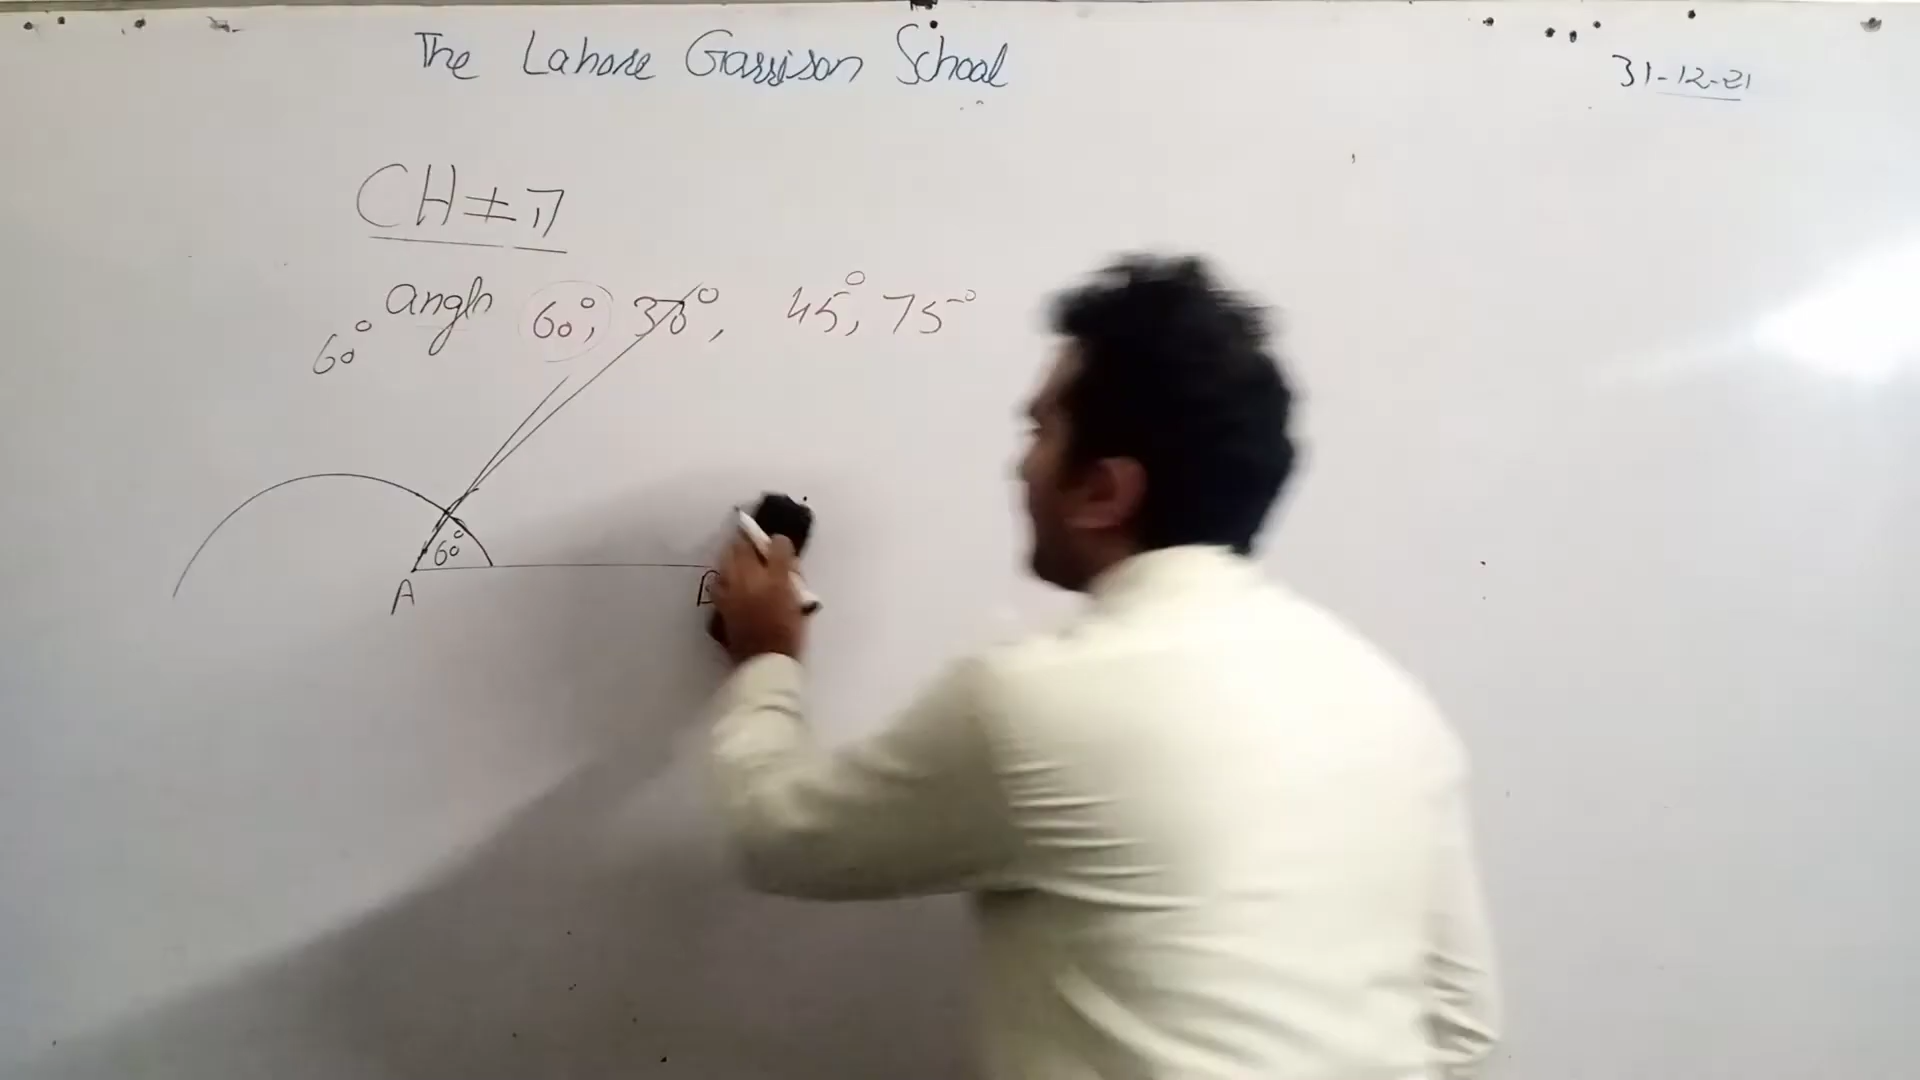 The Lahore Garrison School
31-12-21
CH # 7
angle 60°, 30°, 45°, 75°
60°
60°
A B